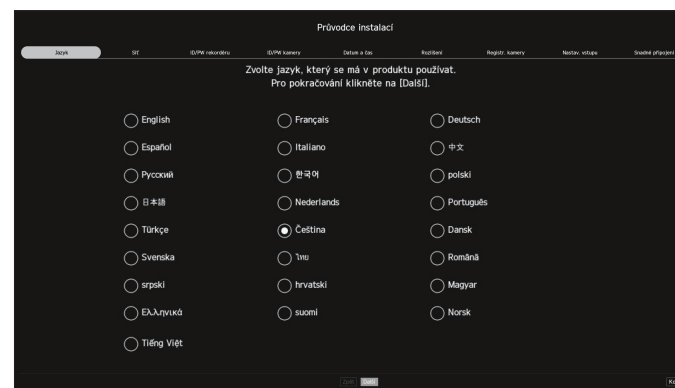 Průvodce instalací
Jazyk Síť ID/PW rekordéru ID/PW kamery Datum a čas Rozlišení Registr. kamery Nastav. vstupu Snadné připojení
Zvolte jazyk, který se má v produktu používat.
Pro pokračování klikněte na [Další].
English Français Deutsch
Español Italiano 中文
Русский 한국어 polski
日本語 Nederlands Português
Türkçe Čeština Dansk
Svenska ไทย Română
srpski hrvatski Magyar
Ελληνικά suomi Norsk
Tiếng Việt
Zpět Další